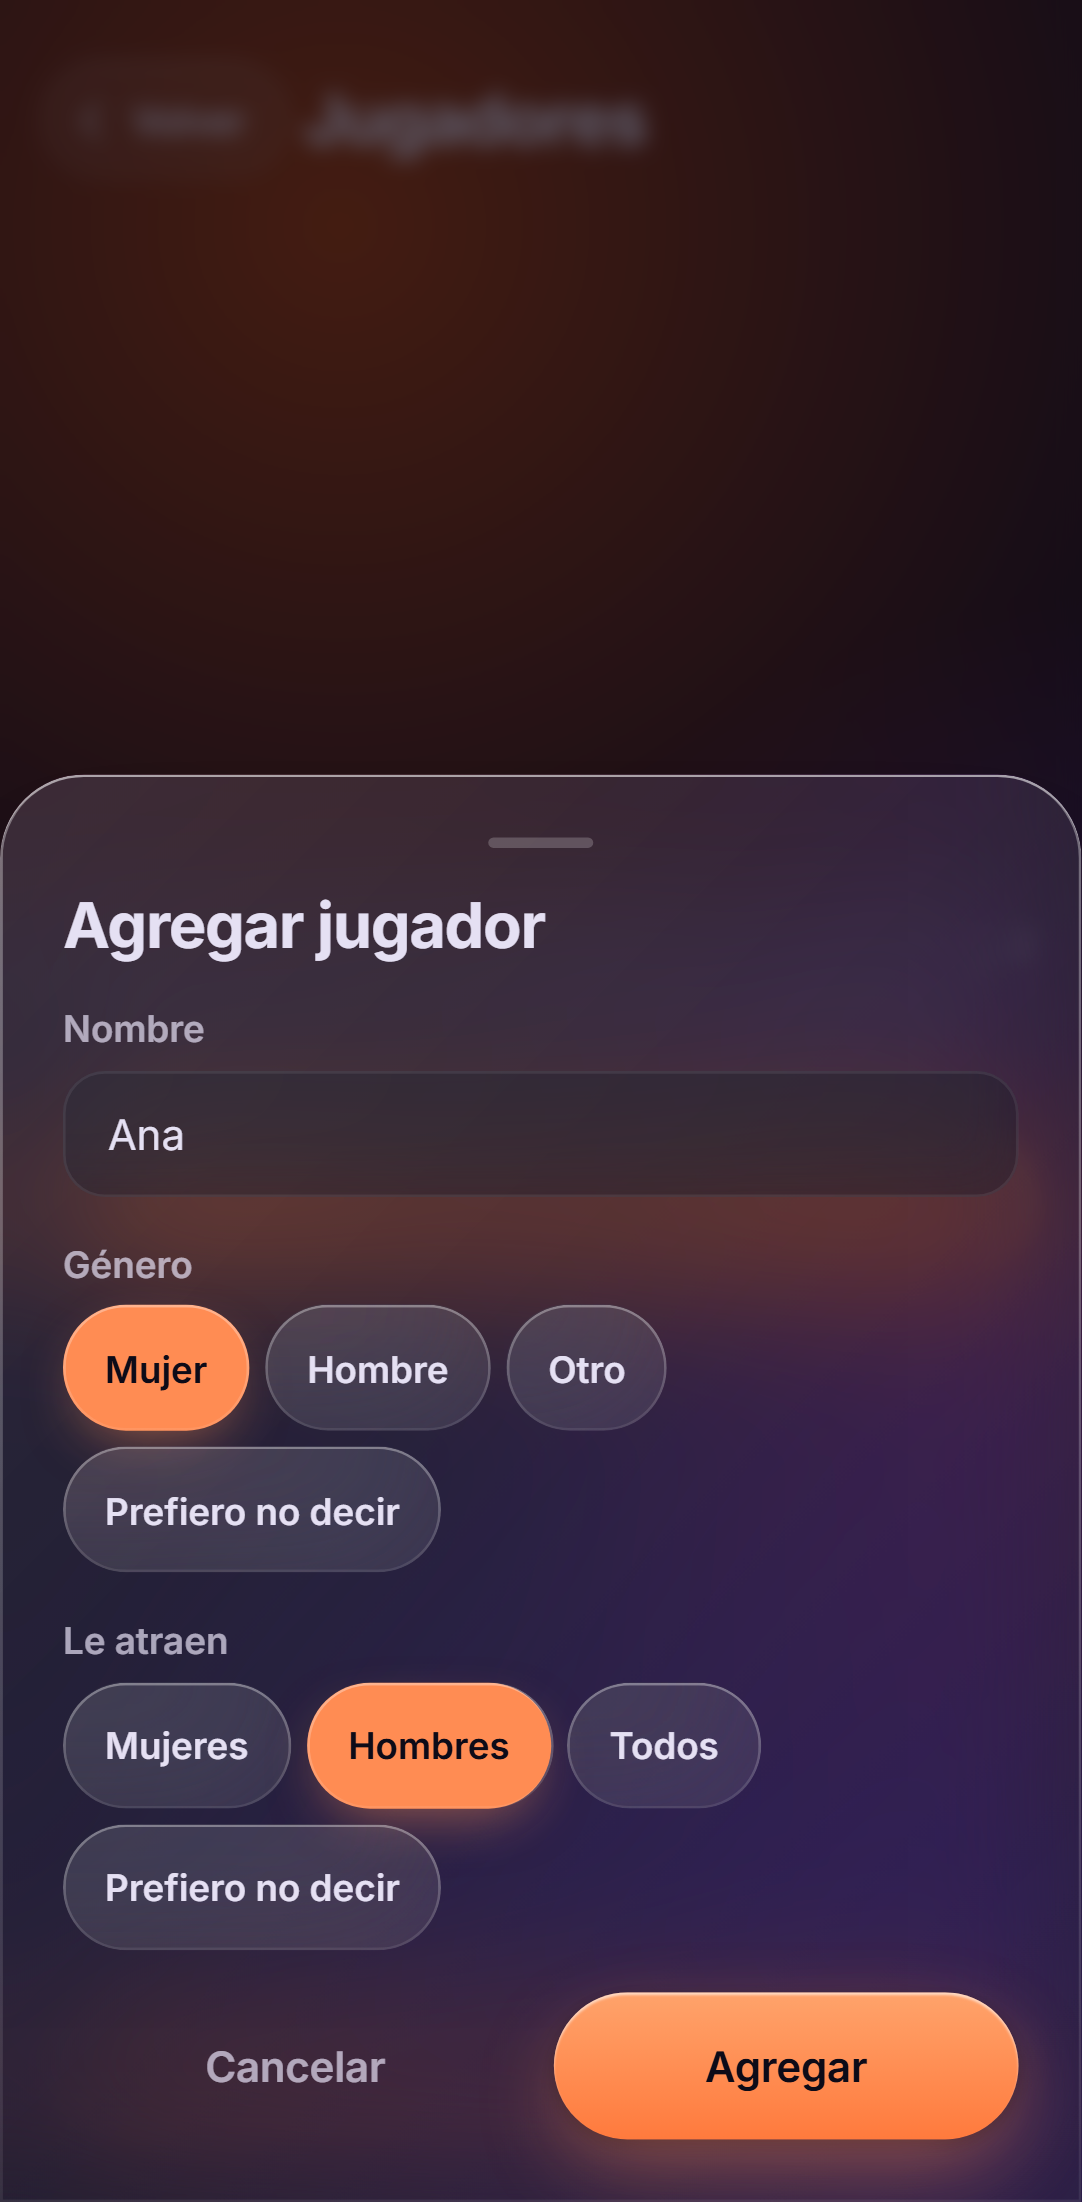 Jugadores
Agregar jugador
Nombre
Ana
Género
Mujer Hombre Otro
Prefiero no decir
Le atraen
Mujeres Hombres Todos
Prefiero no decir
Cancelar Agregar